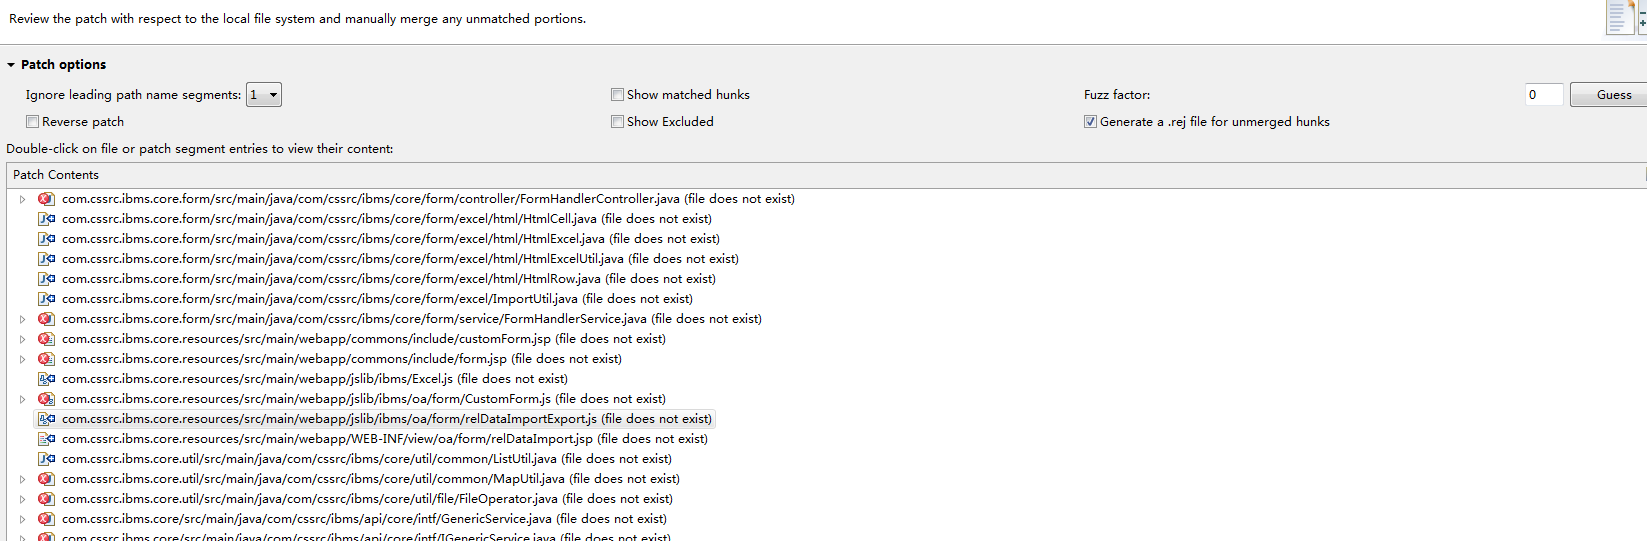 Review the patch with respect to the local file system and manually merge any unmatched portions.
Patch options
Ignore leading path name segments: 1 Show matched hunks Fuzz factor: 0 Guess
Reverse patch Show Excluded Generate a .rej file for unmerged hunks
Double-click on file or patch segment entries to view their content:
Patch Contents
com.cssrc.ibms.core.form/src/main/java/com/cssrc/ibms/core/form/controller/FormHandlerController.java (file does not exist)
com.cssrc.ibms.core.form/src/main/java/com/cssrc/ibms/core/form/excel/html/HtmlCell.java (file does not exist)
com.cssrc.ibms.core.form/src/main/java/com/cssrc/ibms/core/form/excel/html/HtmlExcel.java (file does not exist)
com.cssrc.ibms.core.form/src/main/java/com/cssrc/ibms/core/form/excel/html/HtmlExcelUtil.java (file does not exist)
com.cssrc.ibms.core.form/src/main/java/com/cssrc/ibms/core/form/excel/html/HtmlRow.java (file does not exist)
com.cssrc.ibms.core.form/src/main/java/com/cssrc/ibms/core/form/excel/ImportUtil.java (file does not exist)
com.cssrc.ibms.core.form/src/main/java/com/cssrc/ibms/core/form/service/FormHandlerService.java (file does not exist)
com.cssrc.ibms.core.resources/src/main/webapp/commons/include/customForm.jsp (file does not exist)
com.cssrc.ibms.core.resources/src/main/webapp/commons/include/form.jsp (file does not exist)
com.cssrc.ibms.core.resources/src/main/webapp/jslib/ibms/Excel.js (file does not exist)
com.cssrc.ibms.core.resources/src/main/webapp/jslib/ibms/oa/form/CustomForm.js (file does not exist)
com.cssrc.ibms.core.resources/src/main/webapp/jslib/ibms/oa/form/relDataImportExport.js (file does not exist)
com.cssrc.ibms.core.resources/src/main/webapp/WEB-INF/view/oa/form/relDataImport.jsp (file does not exist)
com.cssrc.ibms.core.util/src/main/java/com/cssrc/ibms/core/util/common/ListUtil.java (file does not exist)
com.cssrc.ibms.core.util/src/main/java/com/cssrc/ibms/core/util/common/MapUtil.java (file does not exist)
com.cssrc.ibms.core.util/src/main/java/com/cssrc/ibms/core/util/file/FileOperator.java (file does not exist)
com.cssrc.ibms.core/src/main/java/com/cssrc/ibms/api/core/intf/GenericService.java (file does not exist)
com.cssrc.ibms.core/src/main/java/com/cssrc/ibms/api/core/intf/IGenericService.java (file does not exist)